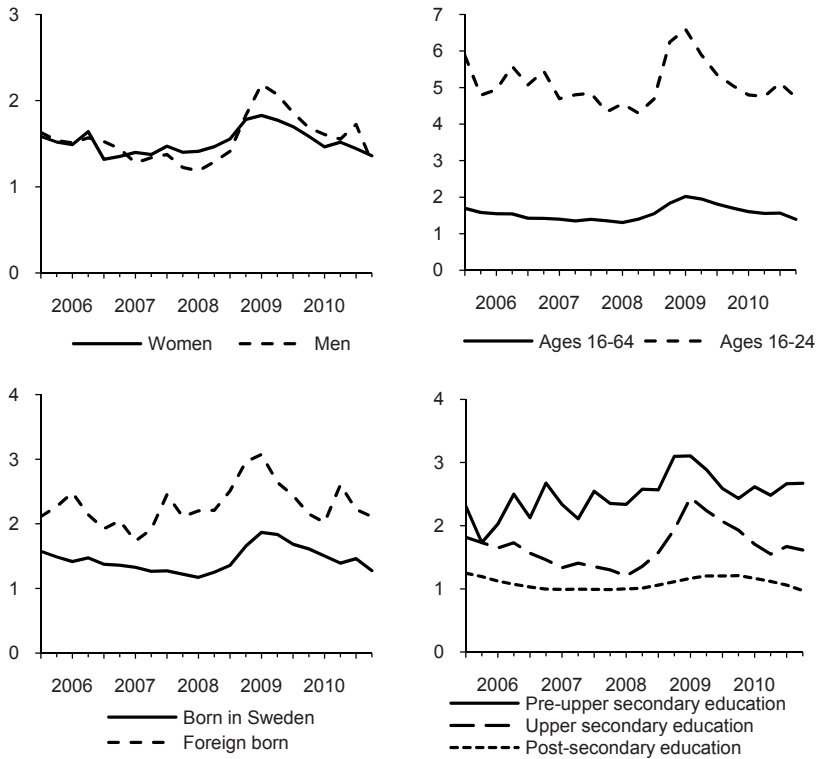 3
2
1
0
2006 2007 2008 2009 2010
Women Men
7
6
5
4
3
2
1
0
2006 2007 2008 2009 2010
Ages 16-64 Ages 16-24
4
3
2
1
0
2006 2007 2008 2009 2010
Born in Sweden
Foreign born
4
3
2
1
0
2006 2007 2008 2009 2010
Pre-upper secondary education
Upper secondary education
Post-secondary education